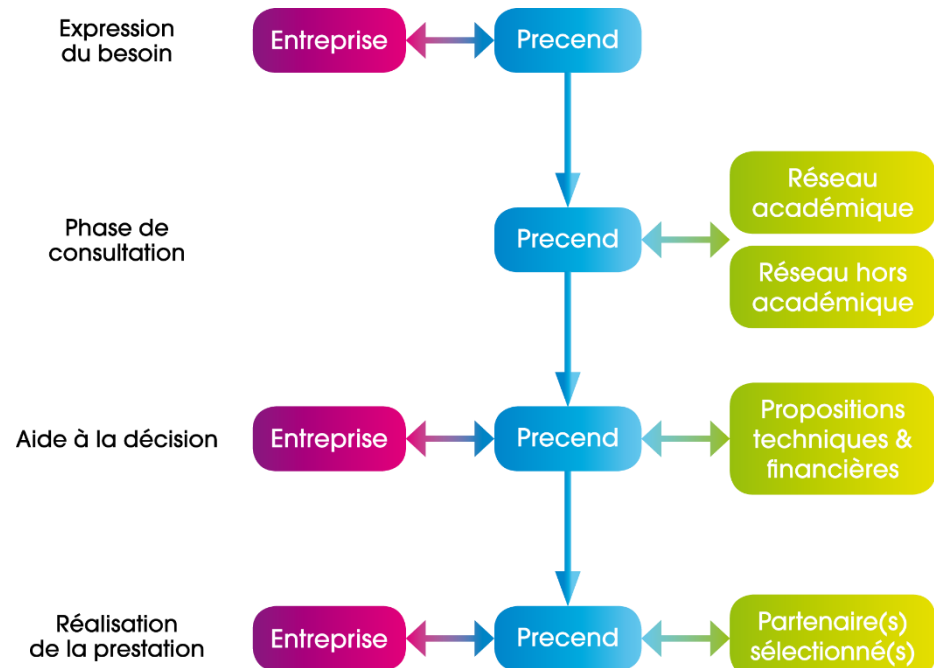 Expression
du besoin
Entreprise
Precend
Phase de
consultation
Precend
Réseau
académique
Réseau hors
académique
Aide à la décision
Entreprise
Precend
Propositions
techniques &
financières
Réalisation
de la prestation
Entreprise
Precend
Partenaire(s)
sélectionné(s)